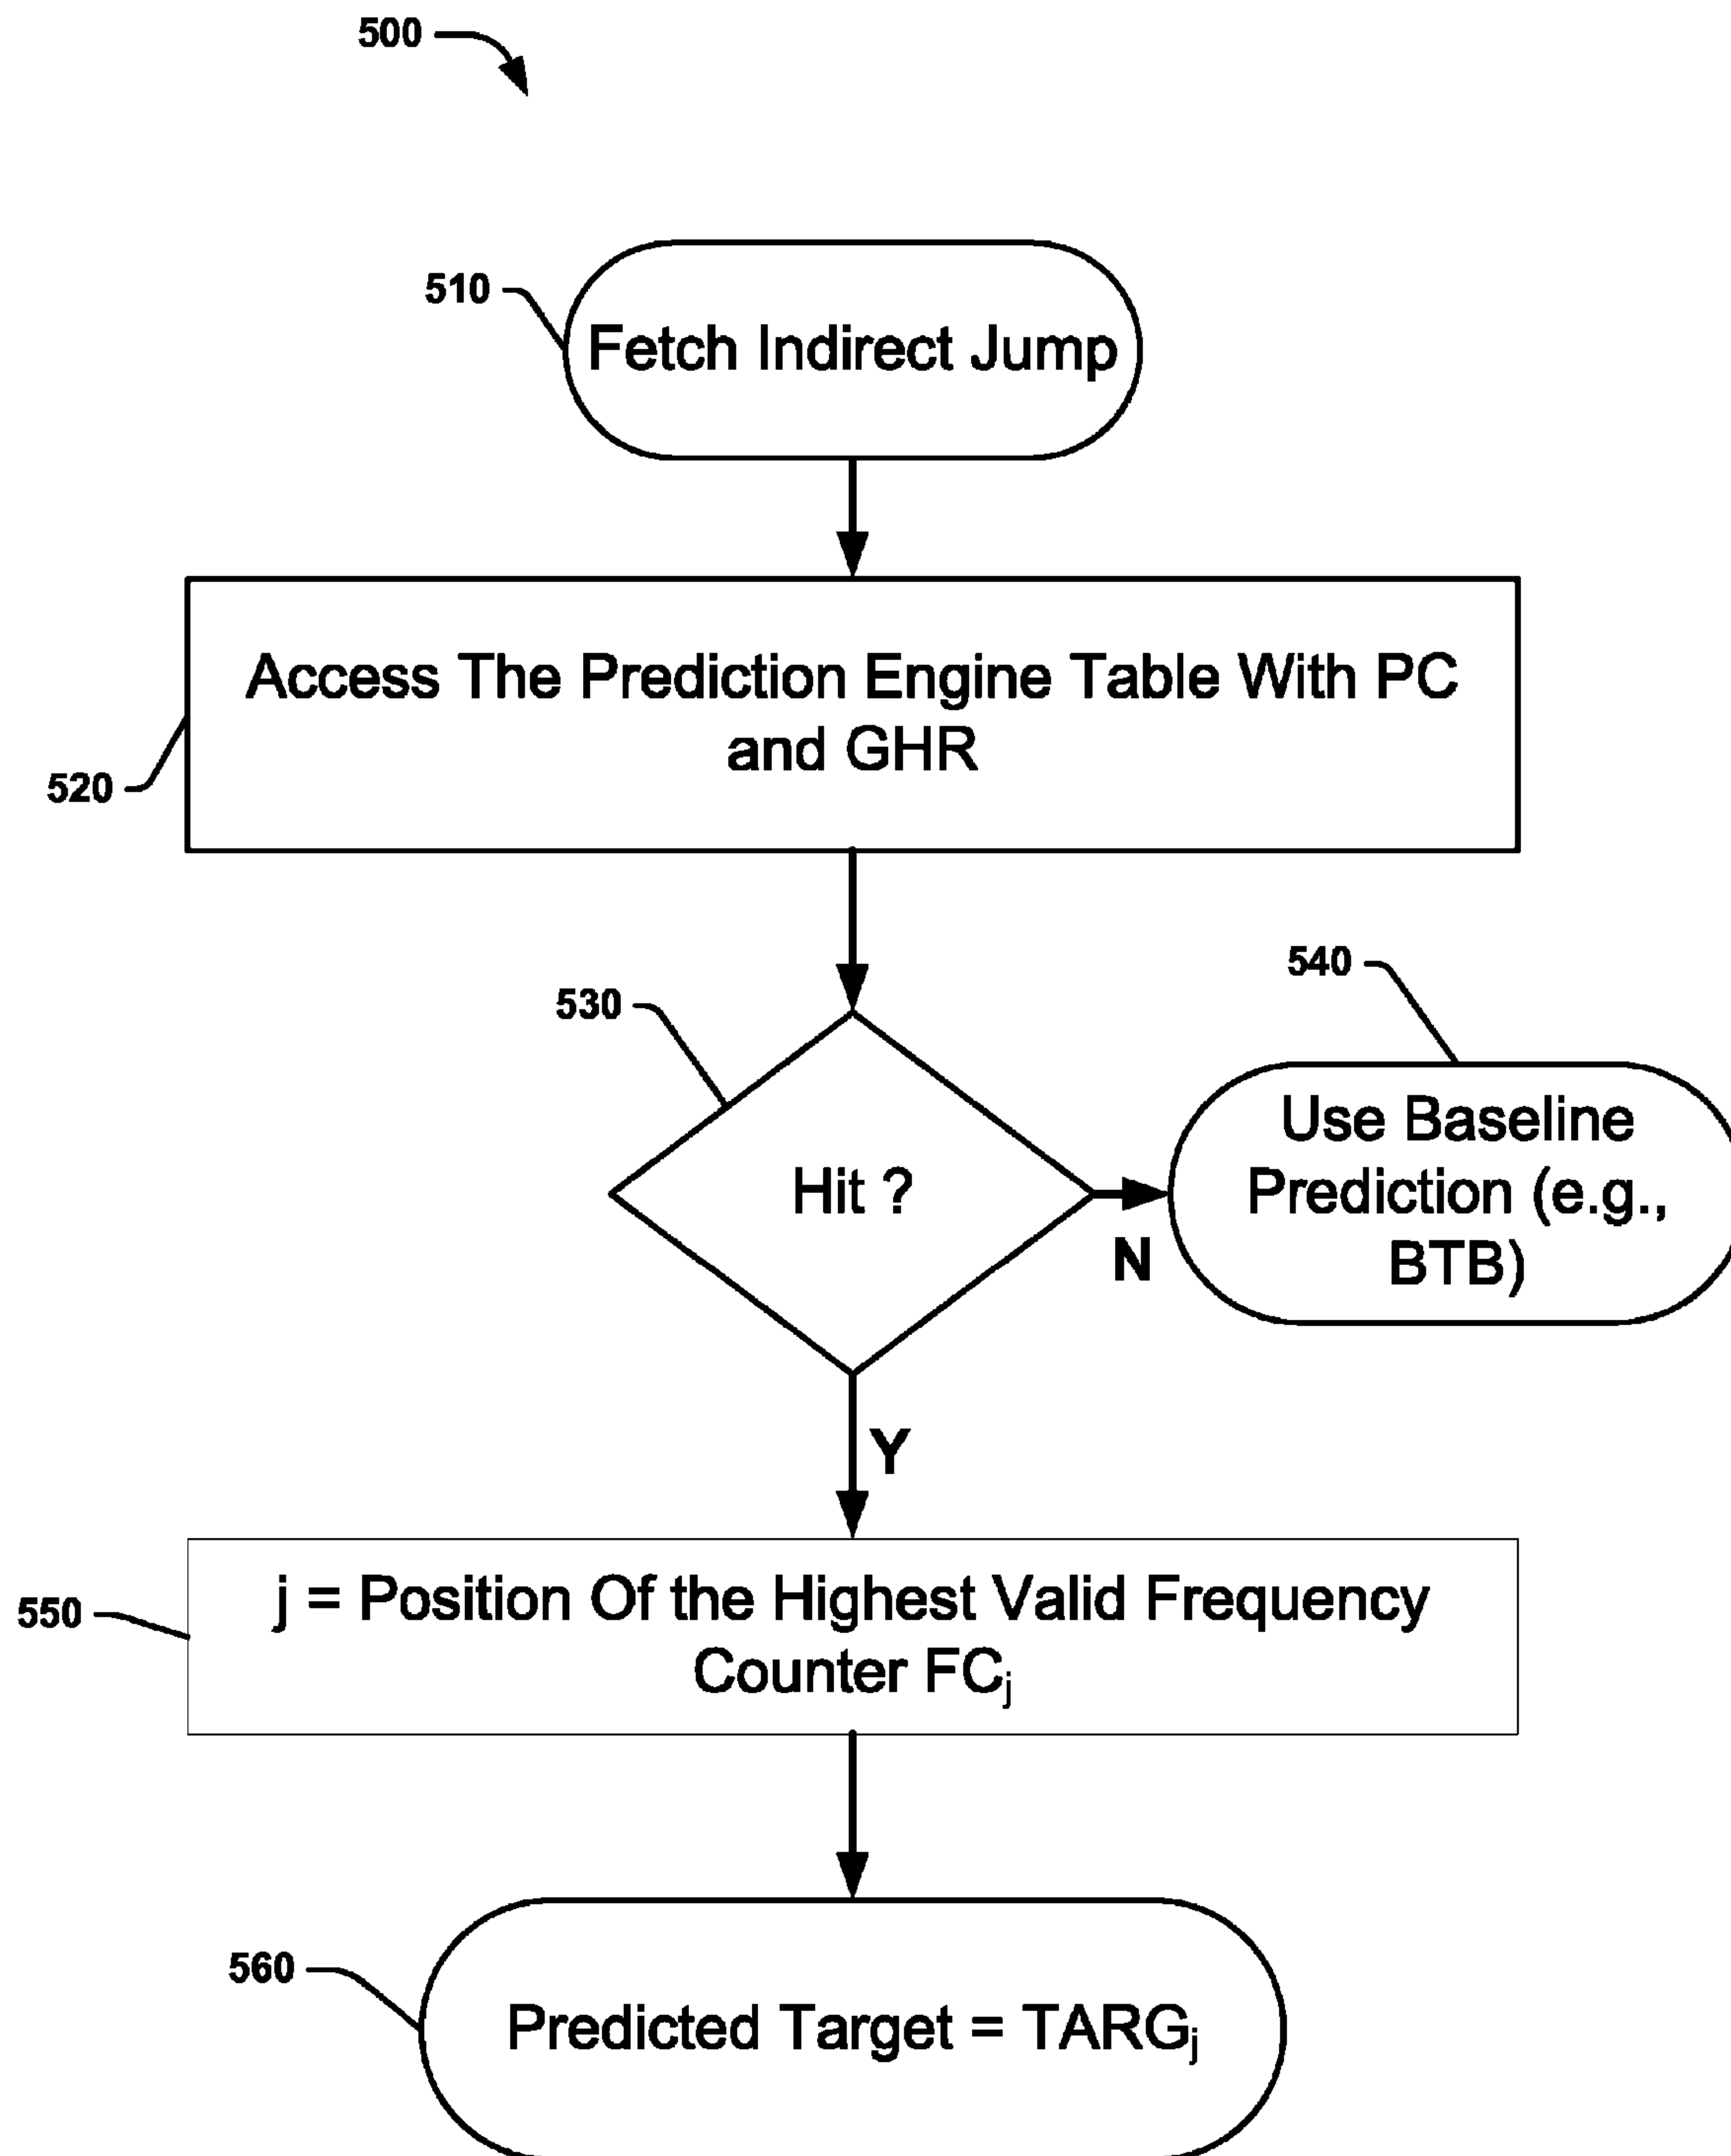 500
510
Fetch Indirect Jump
Access The Prediction Engine Table With PC
and GHR
520
540
530
Use Baseline
Prediction (e.g.,
BTB)
Hit ?
N
Y
j = Position Of the Highest Valid Frequency
Counter FCj
550
560
Predicted Target = TARGj